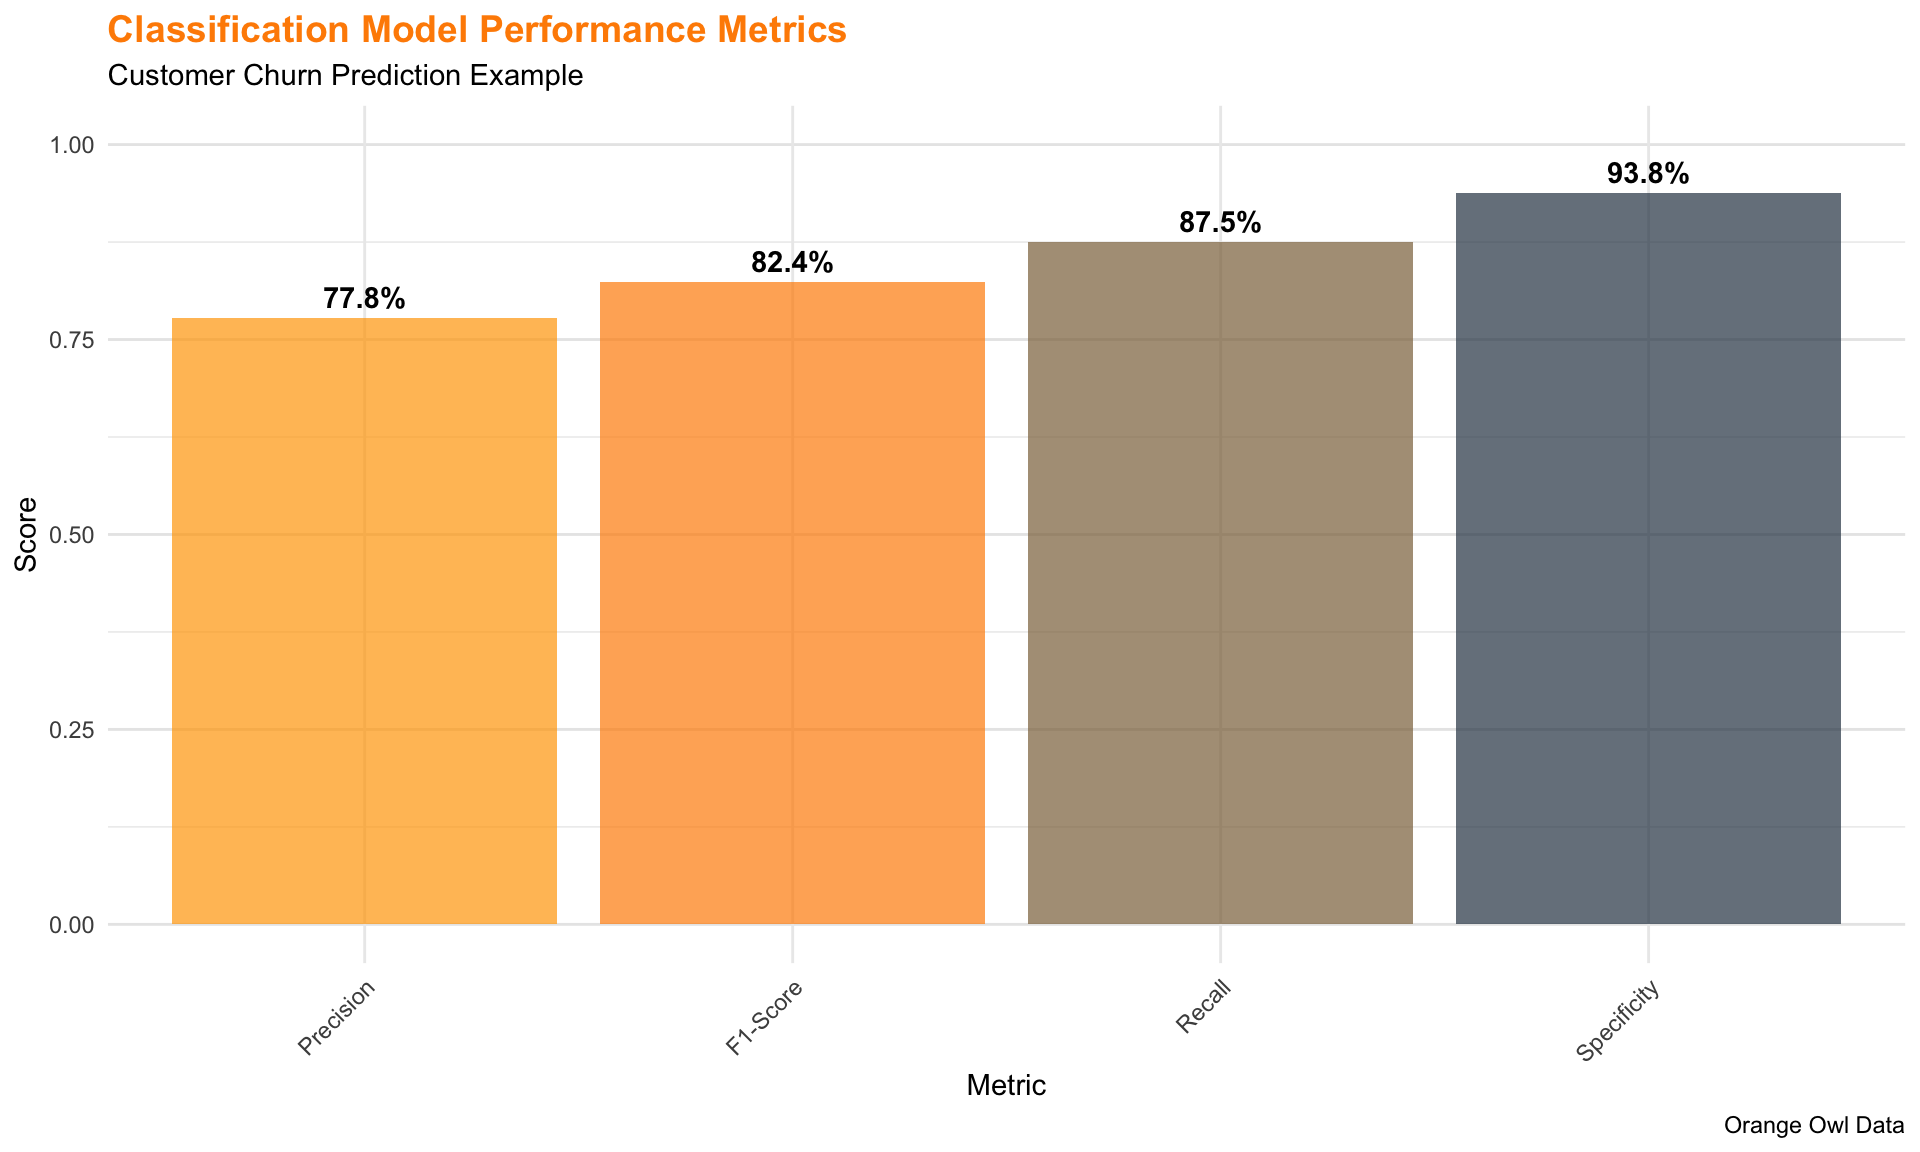 Classification Model Performance Metrics
Customer Churn Prediction Example
1.00
0.75
0.50
0.25
0.00
Score
77.8%
82.4%
87.5%
93.8%
Precision
F1-Score
Recall
Specificity
Metric
Orange Owl Data